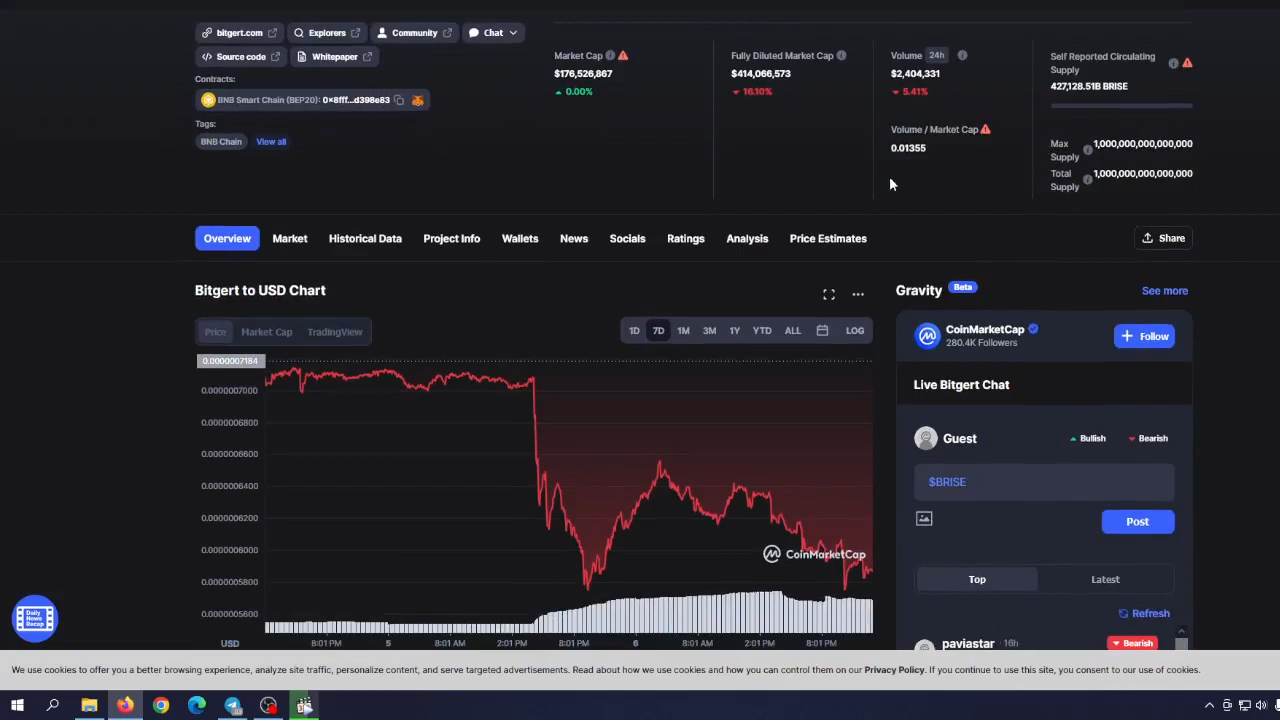 bitgert.com
Explorers
Community
Chat
Source code
Whitepaper
Contracts:
BNB Smart Chain (BEP20): 0x8fff...d398e83
Tags:
BNB Chain
View all
Market Cap
$176,526,867
0.00%
Fully Diluted Market Cap
$414,066,573
16.10%
Volume 24h
$2,404,331
5.41%
Volume / Market Cap
0.01355
Self Reported Circulating
Supply
427,128.51B BRISE
Max
Supply
1,000,000,000,000,000
Total
Supply
1,000,000,000,000,000
Overview
Market
Historical Data
Project Info
Wallets
News
Socials
Ratings
Analysis
Price Estimates
Share
Bitgert to USD Chart
Price
Market Cap
TradingView
1D
7D
1M
3M
1Y
YTD
ALL
LOG
0.0000007184
0.0000007000
0.0000006800
0.0000006600
0.0000006400
0.0000006200
0.0000006000
0.0000005800
0.0000005600
CoinMarketCap
USD
8:01 PM
5
8:01 AM
2:01 PM
8:01 PM
6
8:01 AM
2:01 PM
8:01 PM
Gravity
Beta
See more
CoinMarketCap
280.4K Followers
+ Follow
Live Bitgert Chat
Guest
Bullish
Bearish
$BRISE
Post
Top
Latest
Refresh
paviastar · 16h
Bearish
Daily
News
Recap
We use cookies to offer you a better browsing experience, analyze site traffic, personalize content, and serve targeted advertisements. Read about how we use cookies and how you can control them on our Privacy Policy. If you continue to use this site, you consent to our use of cookies.